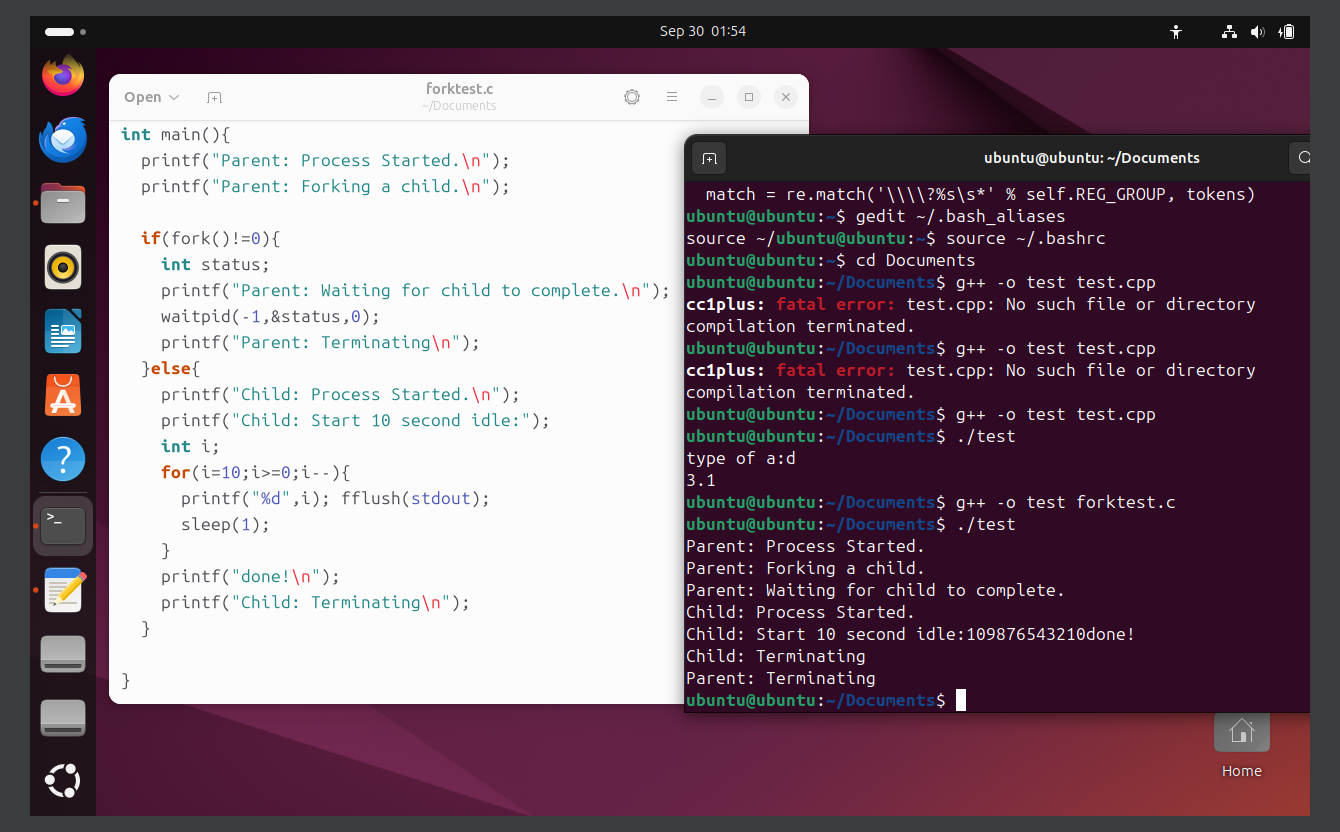 Sep 30 01:54
Open
forktest.c
~/Documents
int main(){
printf("Parent: Process Started.\n");
printf("Parent: Forking a child.\n");
if(fork()!=0){
int status;
printf("Parent: Waiting for child to complete.\n");
waitpid(-1,&status,0);
printf("Parent: Terminating\n");
}else{
printf("Child: Process Started.\n");
printf("Child: Start 10 second idle:");
int i;
for(i=10;i>=0;i--){
printf("%d",i); fflush(stdout);
sleep(1);
}
printf("done!\n");
printf("Child: Terminating\n");
}
}
ubuntu@ubuntu: ~/Documents
match = re.match('\\\\?%s\s*' % self.REG_GROUP, tokens)
ubuntu@ubuntu:~$ gedit ~/.bash_aliases
source ~/ubuntu@ubuntu:~$ source ~/.bashrc
ubuntu@ubuntu:~$ cd Documents
ubuntu@ubuntu:~/Documents$ g++ -o test test.cpp
cc1plus: fatal error: test.cpp: No such file or directory
compilation terminated.
ubuntu@ubuntu:~/Documents$ g++ -o test test.cpp
cc1plus: fatal error: test.cpp: No such file or directory
compilation terminated.
ubuntu@ubuntu:~/Documents$ g++ -o test test.cpp
ubuntu@ubuntu:~/Documents$ ./test
type of a:d
3.1
ubuntu@ubuntu:~/Documents$ g++ -o test forktest.c
ubuntu@ubuntu:~/Documents$ ./test
Parent: Process Started.
Parent: Forking a child.
Parent: Waiting for child to complete.
Child: Process Started.
Child: Start 10 second idle:109876543210done!
Child: Terminating
Parent: Terminating
ubuntu@ubuntu:~/Documents$
Home